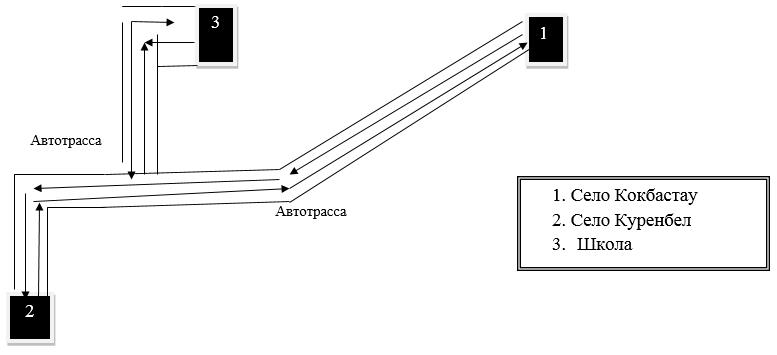 3
1
Автотрасса
Автотрасса
1. Село Кокбастау
2. Село Куренбел
3. Школа
2